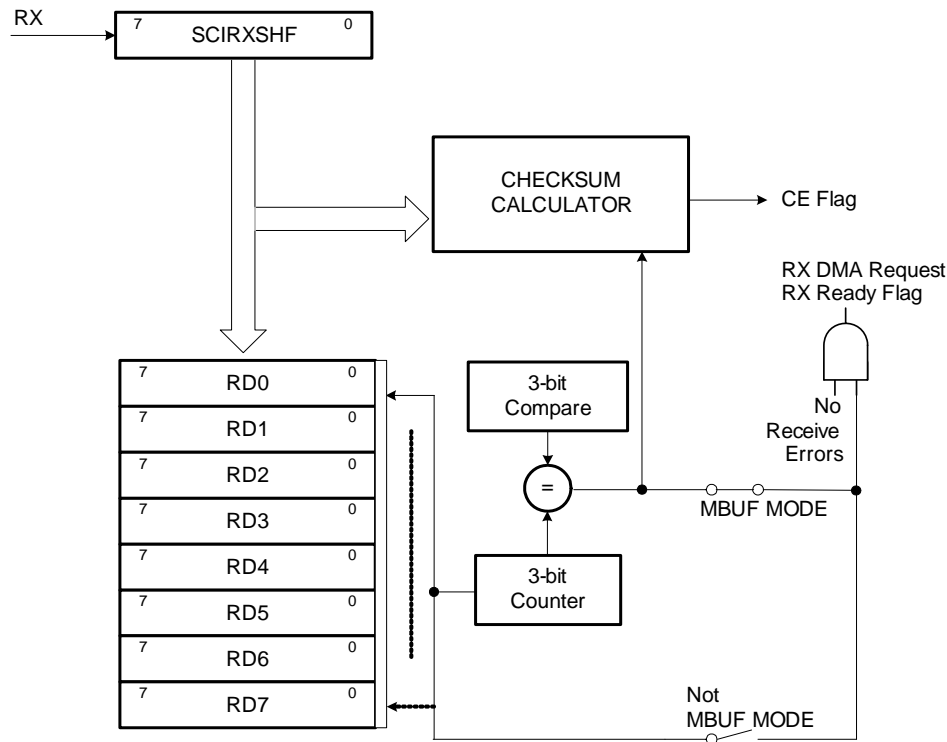 RX
7 SCIRXSHF 0
CHECKSUM
CALCULATOR
CE Flag
RX DMA Request
RX Ready Flag
7 RD0 0
7 RD1 0
7 RD2 0
7 RD3 0
7 RD4 0
7 RD5 0
7 RD6 0
7 RD7 0
3-bit
Compare
=
3-bit
Counter
No
Receive
Errors
MBUF MODE
Not
MBUF MODE